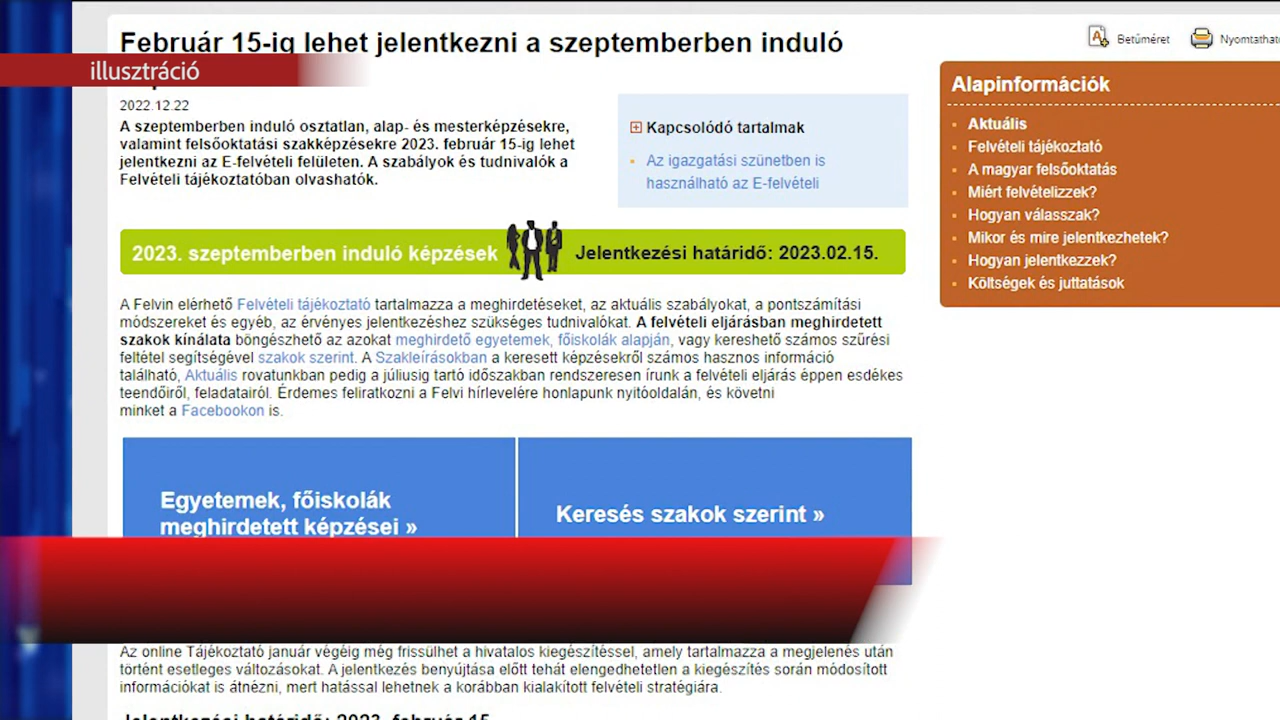 Február 15-ig lehet jelentkezni a szeptemberben induló
illusztráció
2022.12.22
A szeptemberben induló osztatlan, alap- és mesterképzésekre,
valamint felsőoktatási szakképzésekre 2023. február 15-ig lehet
jelentkezni az E-felvételi felületen. A szabályok és tudnivalók a
Felvételi tájékoztatóban olvashatók.
Kapcsolódó tartalmak
Az igazgatási szünetben is
használható az E-felvételi
Betűméret
Nyomtatható
Alapinformációk
Aktuális
Felvételi tájékoztató
A magyar felsőoktatás
Miért felvételizzek?
Hogyan válasszak?
Mikor és mire jelentkezhetek?
Hogyan jelentkezzek?
Költségek és juttatások
2023. szeptemberben induló képzések
Jelentkezési határidő: 2023.02.15.
A Felvin elérhető Felvételi tájékoztató tartalmazza a meghirdetéseket, az aktuális szabályokat, a pontszámítási
módszereket és egyéb, az érvényes jelentkezéshez szükséges tudnivalókat. A felvételi eljárásban meghirdetett
szakok kínálata böngészhető az azokat meghirdető egyetemek, főiskolák alapján, vagy kereshető számos szűrési
feltétel segítségével szakok szerint. A Szakleírásokban a keresett képzésekről számos hasznos információ
található, Aktuális rovatunkban pedig a júliusig tartó időszakban rendszeresen írunk a felvételi eljárás éppen esdékes
teendőiről, feladatairól. Érdemes feliratkozni a Felvi hírlevelére honlapunk nyitóoldalán, és követni
minket a Facebookon is.
Egyetemek, főiskolák
meghirdetett képzései »
Keresés szakok szerint »
Az online Tájékoztató január végéig még frissülhet a hivatalos kiegészítéssel, amely tartalmazza a megjelenés után
történt esetleges változásokat. A jelentkezés benyújtása előtt tehát elengedhetetlen a kiegészítés során módosított
információkat is átnézni, mert hatással lehetnek a korábban kialakított felvételi stratégiára.
Jelentkezési határidő: 2023. február 15.